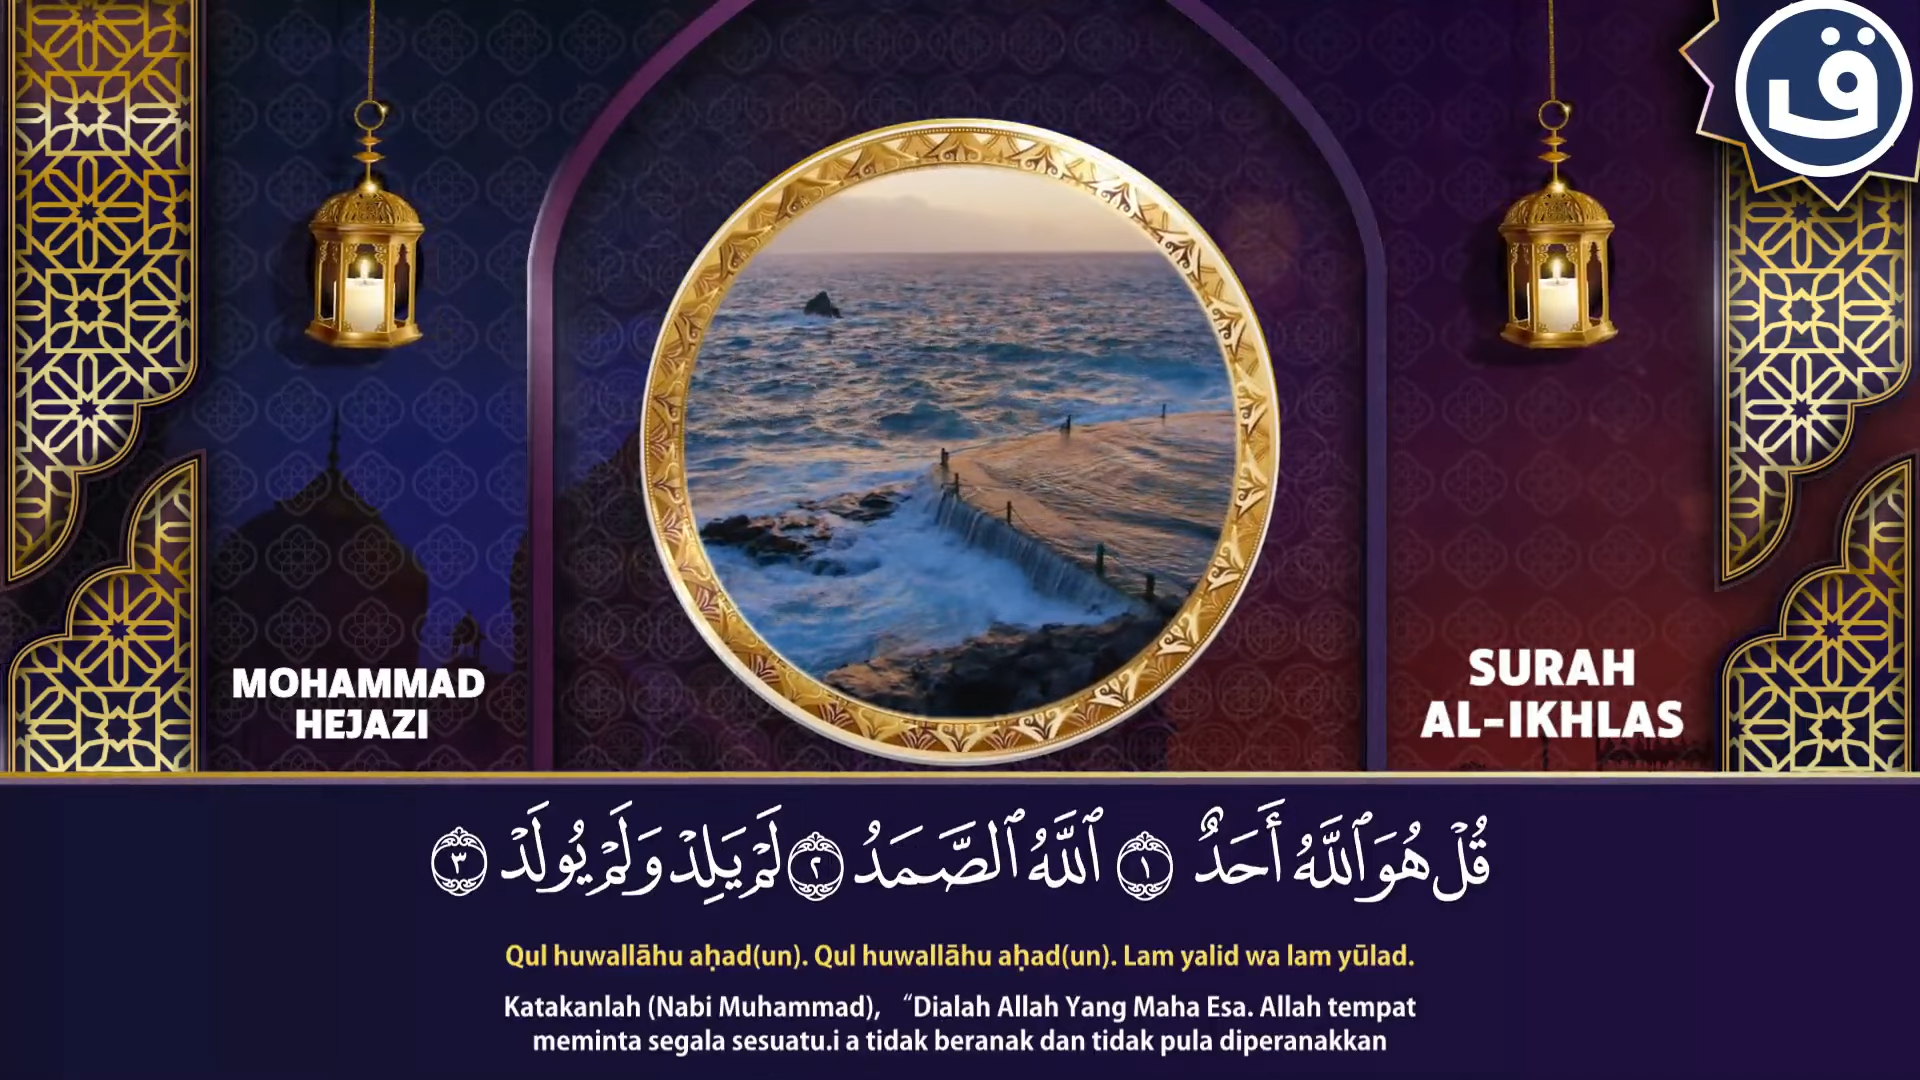 ق
MOHAMMAD
HEJAZI
SURAH
AL-IKHLAS
قُلْ هُوَ ٱللَّهُ أَحَدٌ ١ ٱللَّهُ ٱلصَّمَدُ ٢ لَمْ يَلِدْ وَلَمْ يُولَدْ ٣
Qul huwallāhu aḥad(un). Qul huwallāhu aḥad(un). Lam yalid wa lam yūlad.
Katakanlah (Nabi Muhammad), “Dialah Allah Yang Maha Esa. Allah tempat
meminta segala sesuatu.i a tidak beranak dan tidak pula diperanakkan